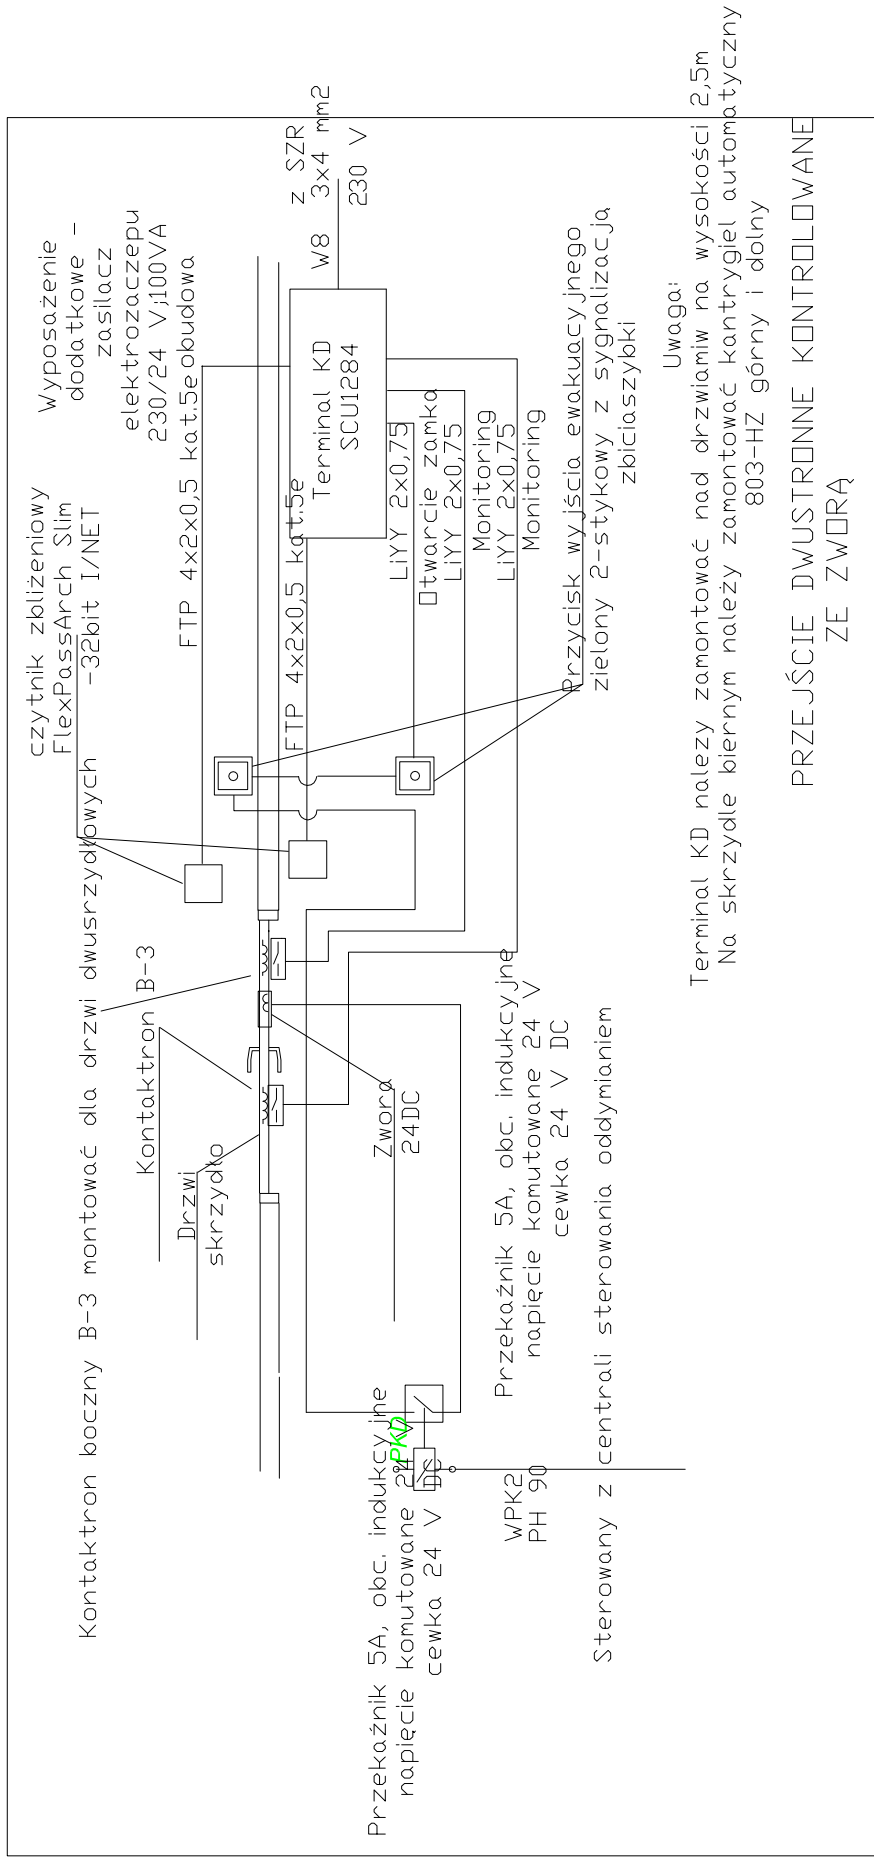 czytnik zbliżeniowy
FlexPassArch Slim
-32bit I/NET
Wyposażenie
dodatkowe -
zasilacz
elektrozaczepu
230/24 V;100VA
obudowa
Kontaktron boczny B-3 montować dla drzwi dwusrzydłowych
Kontaktron B-3
Drzwi
skrzydło
FTP 4x2x0,5 kat.5e
FTP 4x2x0,5 kat.5e
Terminal KD
SCU1284
W8
z SZR
3x4 mm2
230 V
LiYY 2x0,75
Otwarcie zamka
LiYY 2x0,75
Monitoring
LiYY 2x0,75
Monitoring
Zwora
24DC
Przycisk wyjścia ewakuacyjnego
zielony 2-stykowy z sygnalizacją
zbiciaszybki
Przekaźnik 5A, obc. indukcyjne
napięcie komutowane 24 V
cewka 24 V DC
PKD
Przekaźnik 5A, obc. indukcyjne
napięcie komutowane 24 V
cewka 24 V DC
WPK2
PH 90
Sterowany z centrali sterowania oddymianiem
Uwaga:
Terminal KD nalezy zamontować nad drzwiamiw na wysokości 2,5m
Na skrzydle biernym należy zamontować kantrygiel automatyczny
803-HZ górny i dolny
PRZEJŚCIE DWUSTRONNE KONTROLOWANE
ZE ZWORĄ